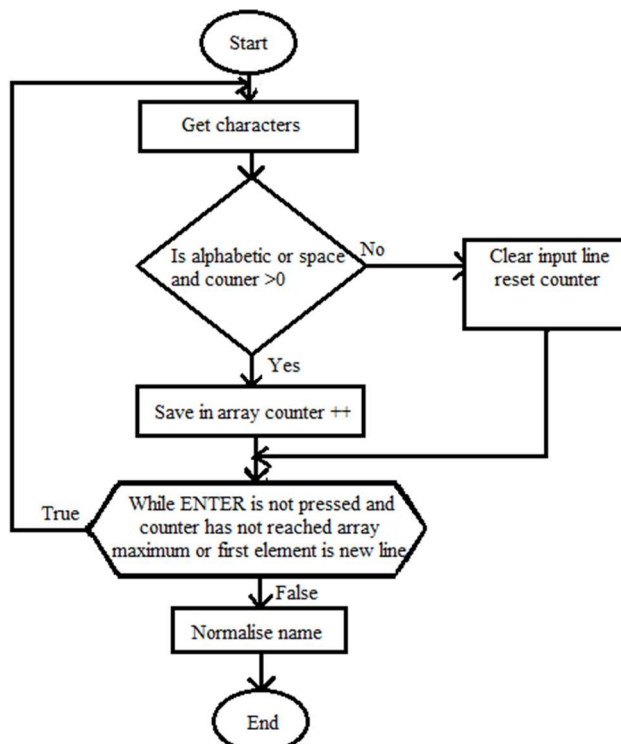 Start
Get characters
Is alphabetic or space
and couner >0
No
Clear input line
reset counter
Yes
Save in array counter ++
True
While ENTER is not pressed and
counter has not reached array
maximum or first element is new line
False
Normalise name
End